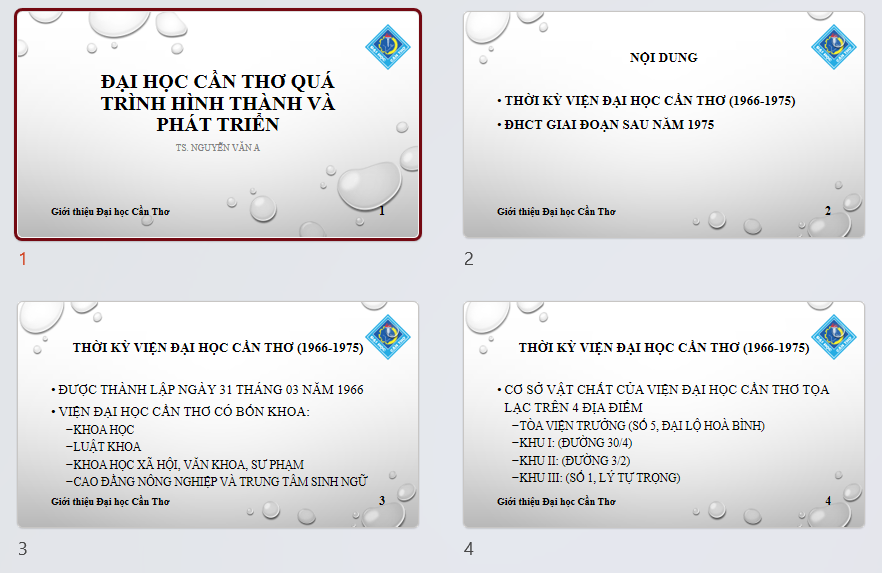 ĐẠI HỌC CẦN THƠ QUÁ
TRÌNH HÌNH THÀNH VÀ
PHÁT TRIỂN
TS. NGUYỄN VĂN A
Giới thiệu Đại học Cần Thơ
1
1
NỘI DUNG
• THỜI KỲ VIỆN ĐẠI HỌC CẦN THƠ (1966-1975)
• ĐHCT GIAI ĐOẠN SAU NĂM 1975
Giới thiệu Đại học Cần Thơ
2
2
THỜI KỲ VIỆN ĐẠI HỌC CẦN THƠ (1966-1975)
• ĐƯỢC THÀNH LẬP NGÀY 31 THÁNG 03 NĂM 1966
• VIỆN ĐẠI HỌC CẦN THƠ CÓ BỐN KHOA:
–KHOA HỌC
–LUẬT KHOA
–KHOA HỌC XÃ HỘI, VĂN KHOA, SƯ PHẠM
–CAO ĐẲNG NÔNG NGHIỆP VÀ TRUNG TÂM SINH NGỮ
Giới thiệu Đại học Cần Thơ
3
3
THỜI KỲ VIỆN ĐẠI HỌC CẦN THƠ (1966-1975)
• CƠ SỞ VẬT CHẤT CỦA VIỆN ĐẠI HỌC CẦN THƠ TỌA
LẠC TRÊN 4 ĐỊA ĐIỂM
–TÒA VIỆN TRƯỞNG (SỐ 5, ĐẠI LỘ HOÀ BÌNH)
–KHU I: (ĐƯỜNG 30/4)
–KHU II: (ĐƯỜNG 3/2)
–KHU III: (SỐ 1, LÝ TỰ TRỌNG)
Giới thiệu Đại học Cần Thơ
4
4